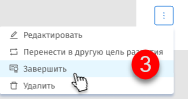 Редактировать
Перенести в другую цель развития
Завершить
3
Удалить